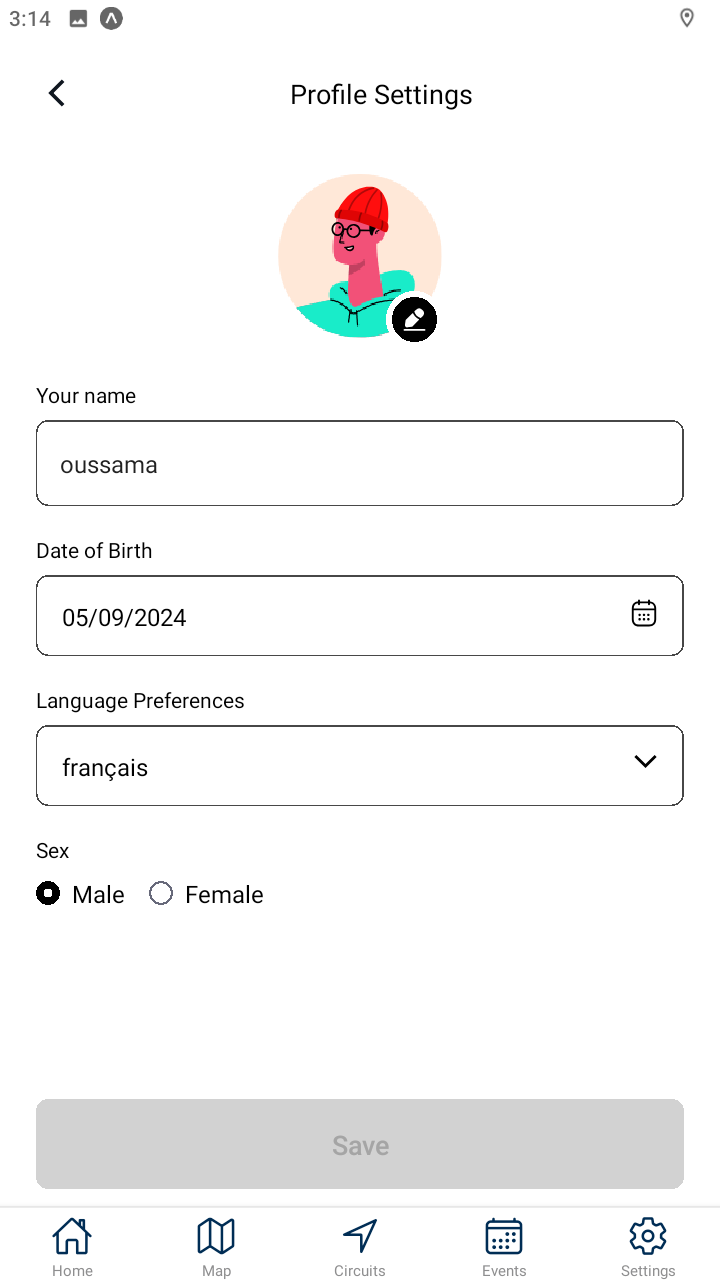 3:14
Profile Settings
Your name
oussama
Date of Birth
05/09/2024
Language Preferences
français
Sex
Male Female
Save
Home Map Circuits Events Settings